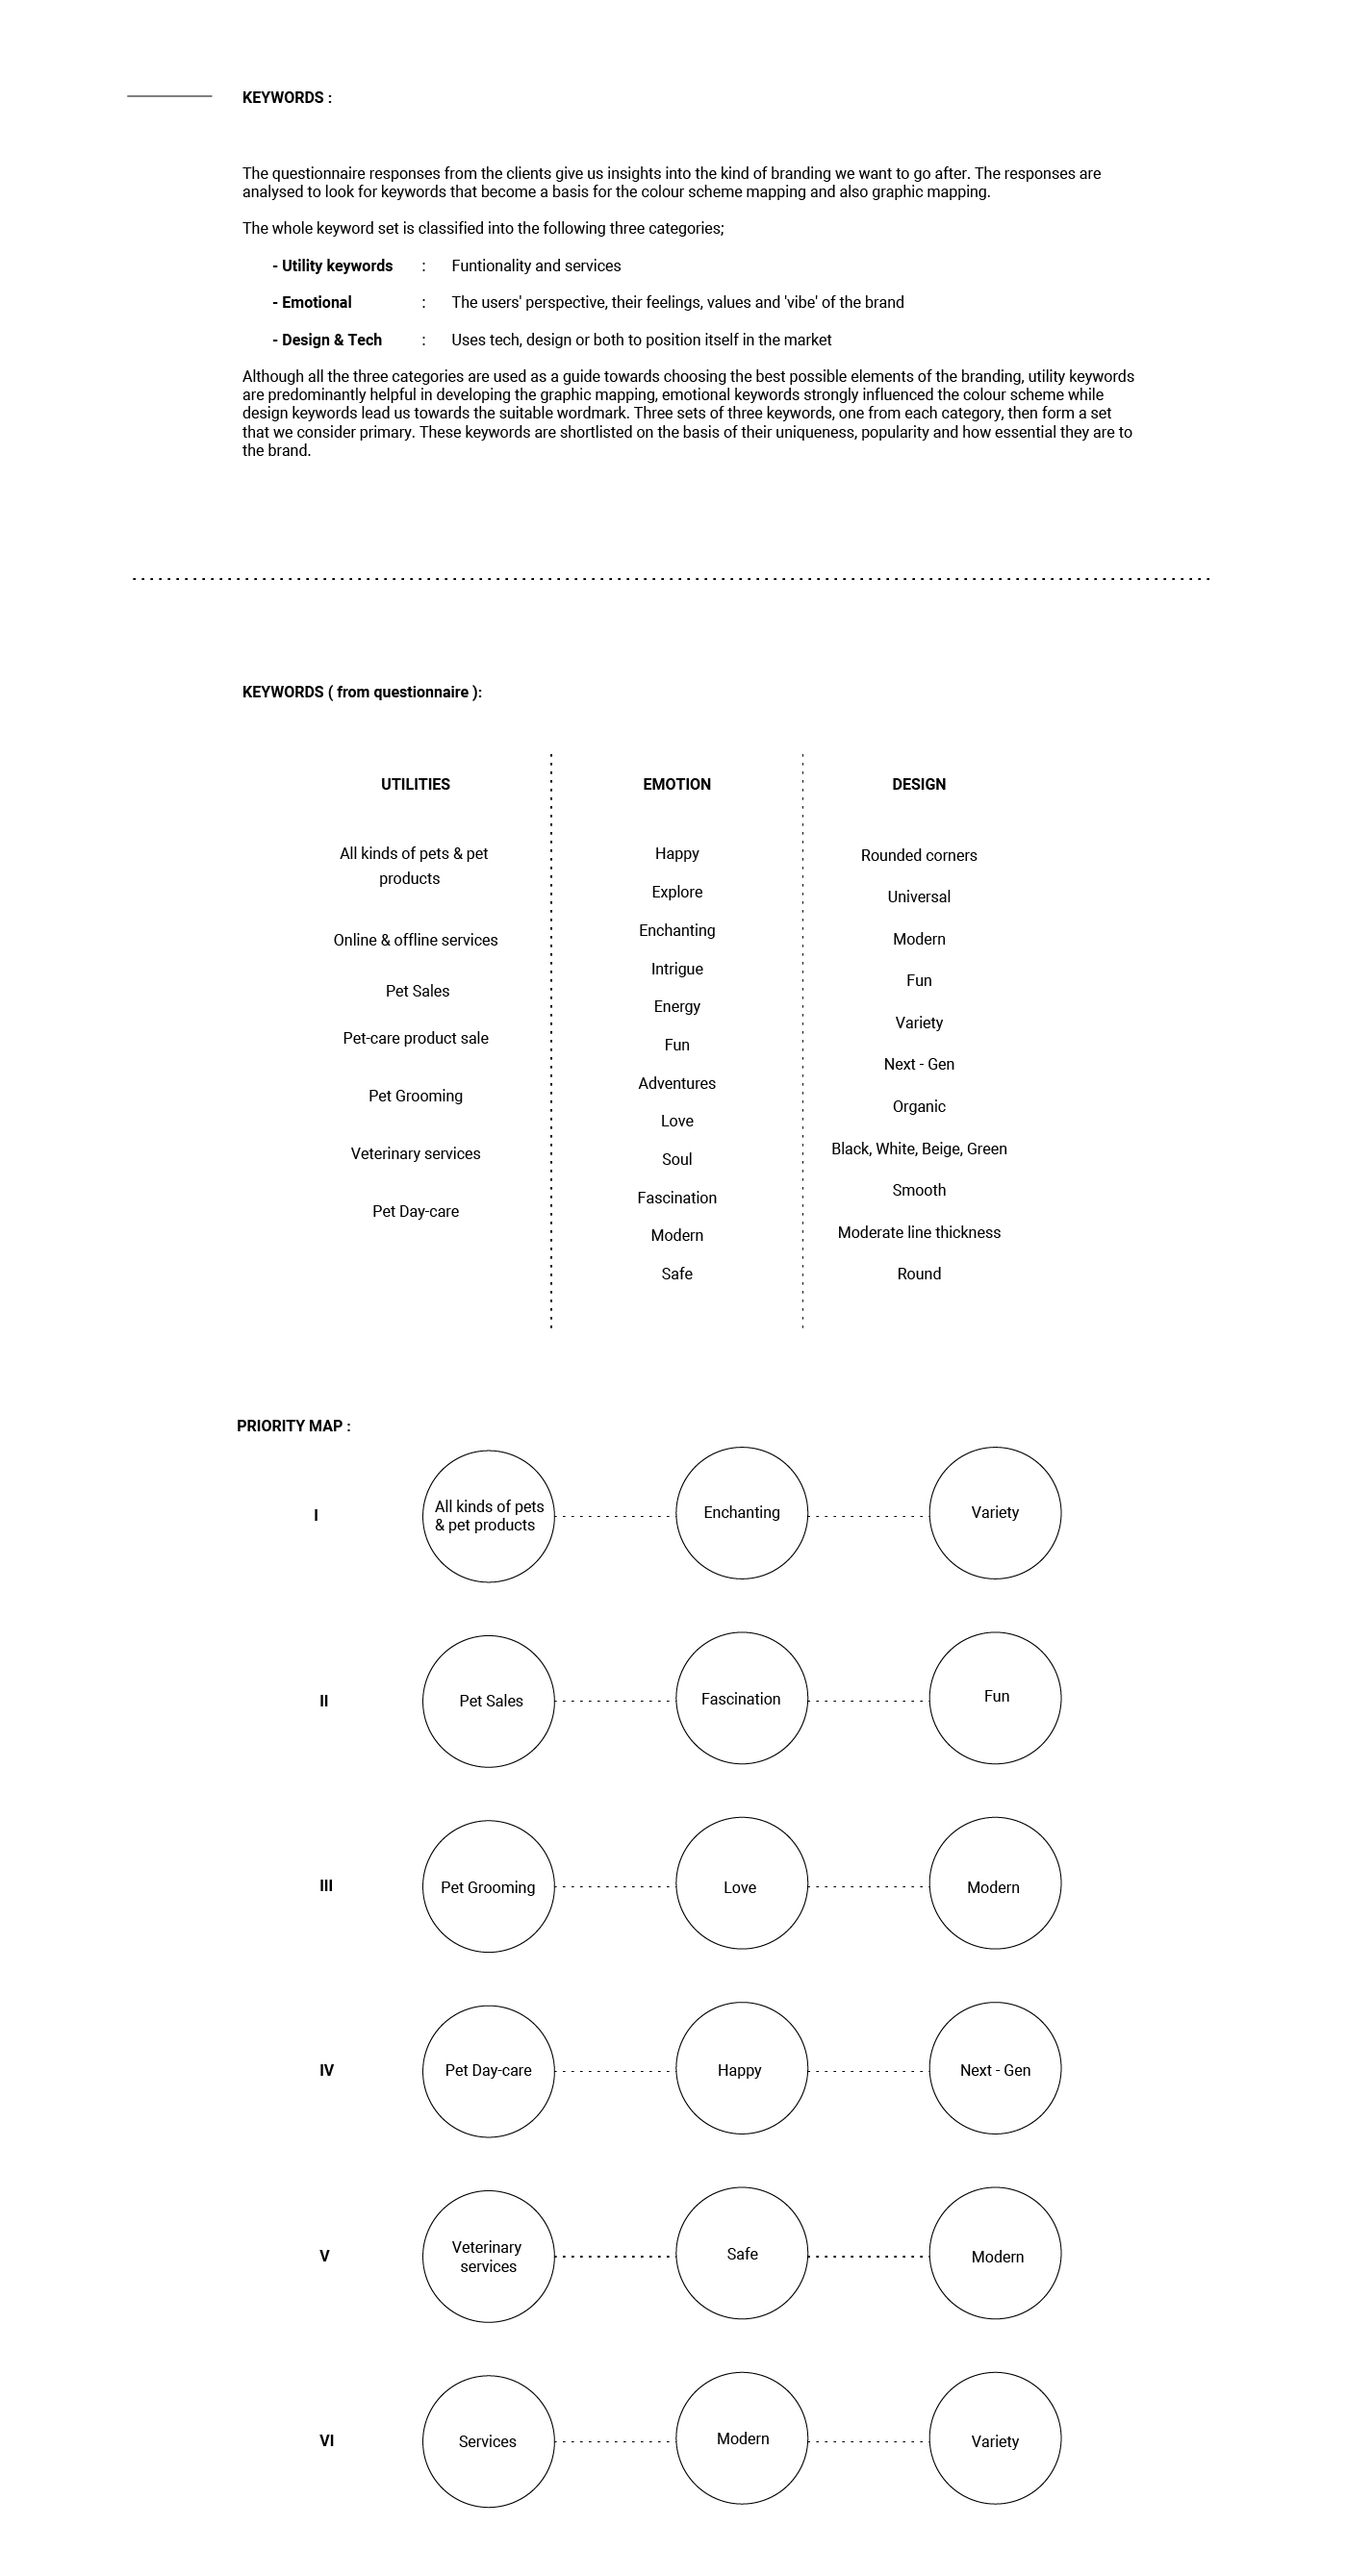 KEYWORDS :
The questionnaire responses from the clients give us insights into the kind of branding we want to go after. The responses are
analysed to look for keywords that become a basis for the colour scheme mapping and also graphic mapping.
The whole keyword set is classified into the following three categories;
- Utility keywords : Funtionality and services
- Emotional : The users' perspective, their feelings, values and 'vibe' of the brand
- Design & Tech : Uses tech, design or both to position itself in the market
Although all the three categories are used as a guide towards choosing the best possible elements of the branding, utility keywords
are predominantly helpful in developing the graphic mapping, emotional keywords strongly influenced the colour scheme while
design keywords lead us towards the suitable wordmark. Three sets of three keywords, one from each category, then form a set
that we consider primary. These keywords are shortlisted on the basis of their uniqueness, popularity and how essential they are to
the brand.
KEYWORDS ( from questionnaire ):
UTILITIES
All kinds of pets & pet
products
Online & offline services
Pet Sales
Pet-care product sale
Pet Grooming
Veterinary services
Pet Day-care
EMOTION
Happy
Explore
Enchanting
Intrigue
Energy
Fun
Adventures
Love
Soul
Fascination
Modern
Safe
DESIGN
Rounded corners
Universal
Modern
Fun
Variety
Next - Gen
Organic
Black, White, Beige, Green
Smooth
Moderate line thickness
Round
PRIORITY MAP :
I
All kinds of pets
& pet products
Enchanting
Variety
II
Pet Sales
Fascination
Fun
III
Pet Grooming
Love
Modern
IV
Pet Day-care
Happy
Next - Gen
V
Veterinary
services
Safe
Modern
VI
Services
Modern
Variety